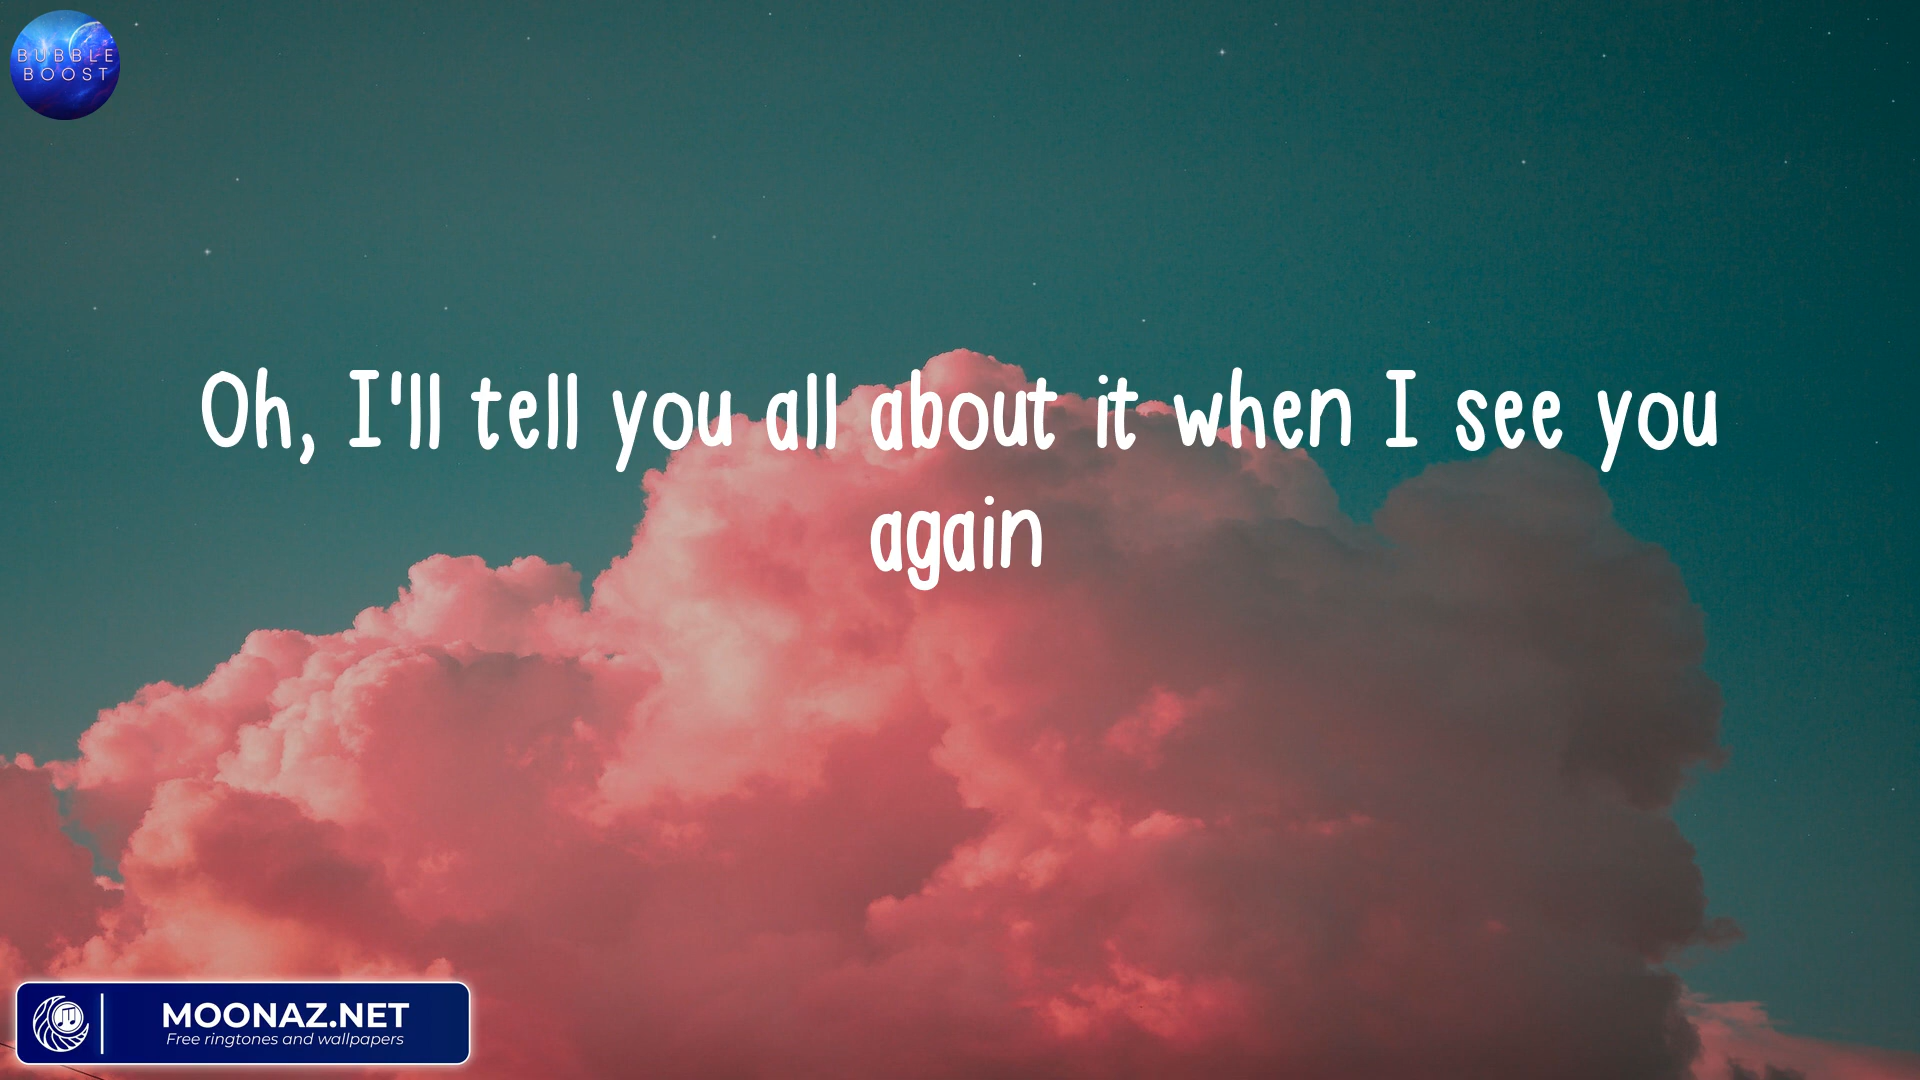 BUBBLE
BOOST
Oh, I'll tell you all about it when I see you
again
MOONAZ.NET
Free ringtones and wallpapers